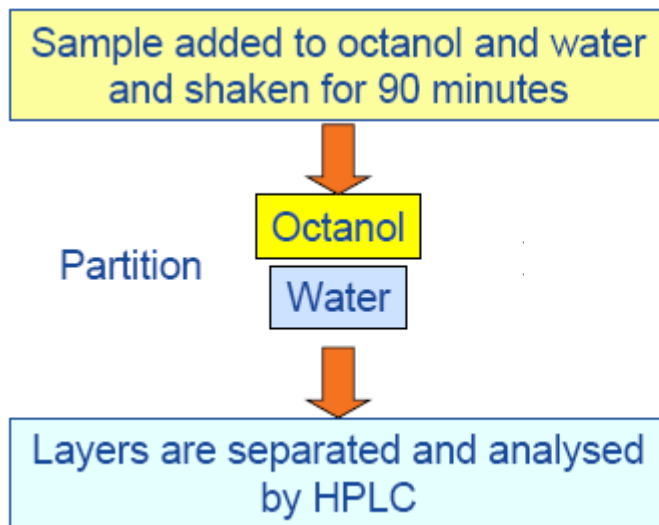 Sample added to octanol and water
and shaken for 90 minutes
Octanol
Partition
Water
Layers are separated and analysed
by HPLC